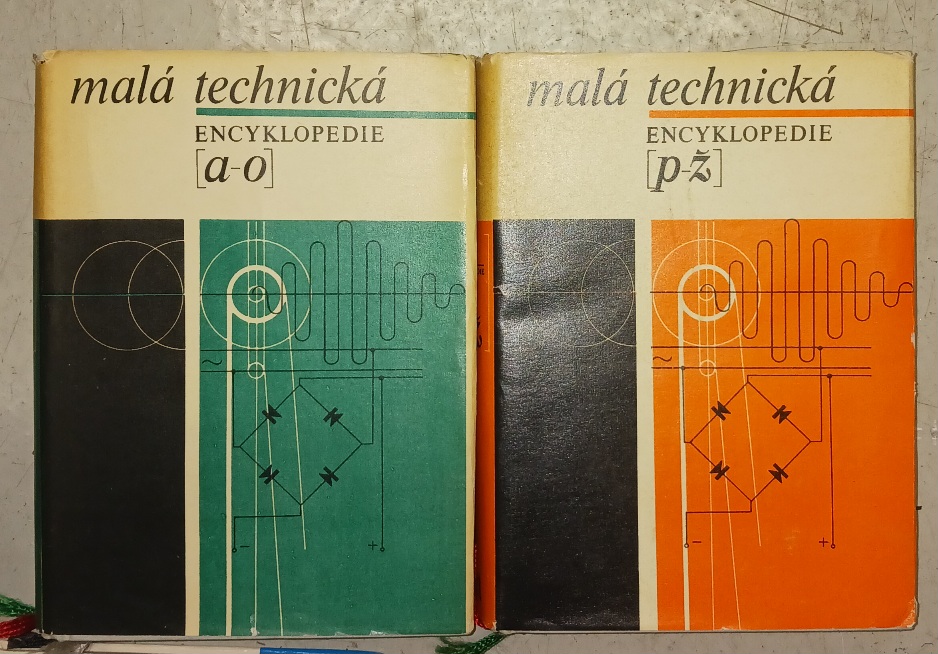 malá technická
ENCYKLOPEDIE
[a-o]
malá technická
ENCYKLOPEDIE
[p-ž]
~
- +
~
- +